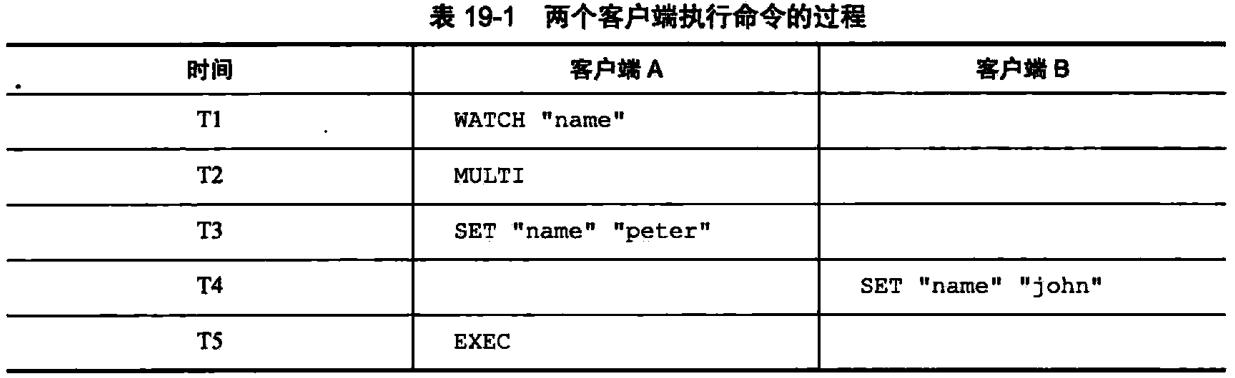 表 19-1 两个客户端执行命令的过程
时间 客户端 A 客户端 B
T1 WATCH "name"
T2 MULTI
T3 SET "name" "peter"
T4 SET "name" "john"
T5 EXEC